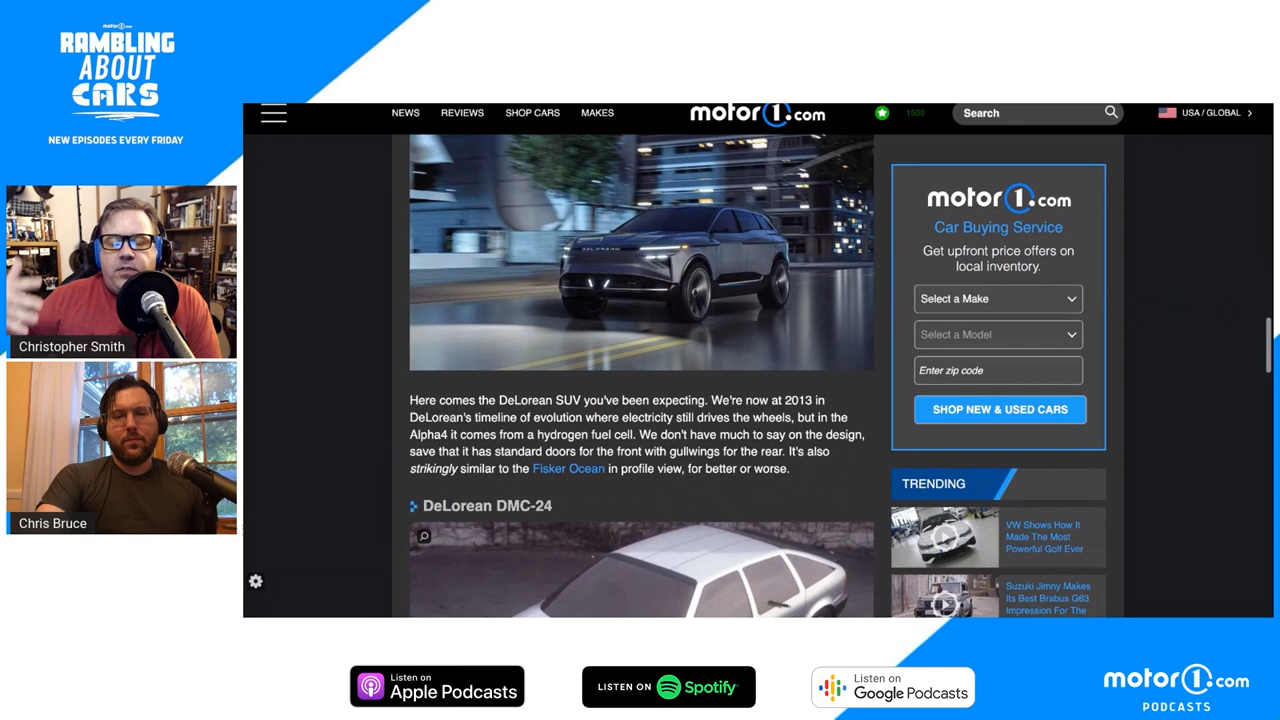 motor1.com
RAMBLING
ABOUT
CARS
NEW EPISODES EVERY FRIDAY
Christopher Smith
Chris Bruce
NEWS REVIEWS SHOP CARS MAKES motor1.com 1500 Search USA / GLOBAL
DELOREAN
Here comes the DeLorean SUV you've been expecting. We're now at 2013 in
DeLorean's timeline of evolution where electricity still drives the wheels, but in the
Alpha4 it comes from a hydrogen fuel cell. We don't have much to say on the design,
save that it has standard doors for the front with gullwings for the rear. It's also
strikingly similar to the Fisker Ocean in profile view, for better or worse.
DeLorean DMC-24
motor1.com
Car Buying Service
Get upfront price offers on
local inventory.
Select a Make
Select a Model
Enter zip code
SHOP NEW & USED CARS
TRENDING
VW Shows How It
Made The Most
Powerful Golf Ever
Suzuki Jimny Makes
Its Best Brabus G63
Impression For The
Listen on
Apple Podcasts
LISTEN ON Spotify
Listen on
Google Podcasts
motor1.com
PODCASTS